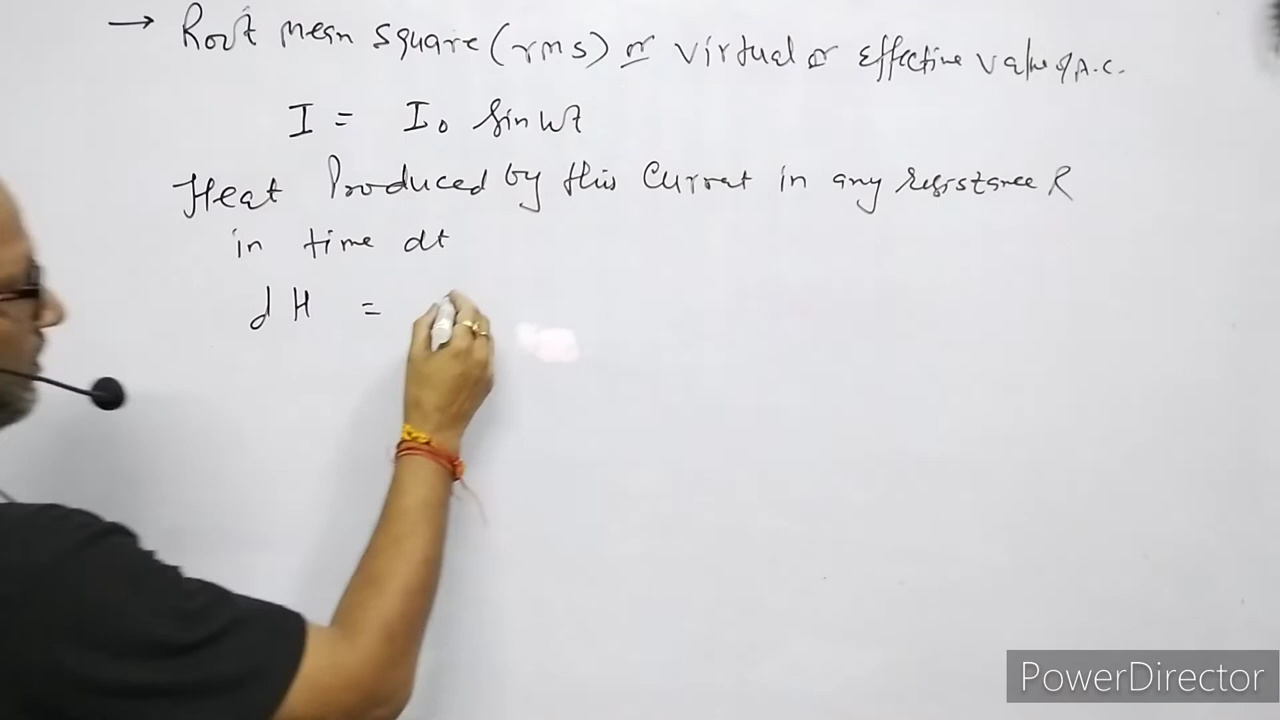 → Root mean square (rms) or virtual or effective value of A.C.
I = I₀ sin ωt
Heat Produced by this Current in any resistance R
in time dt
dH =
PowerDirector